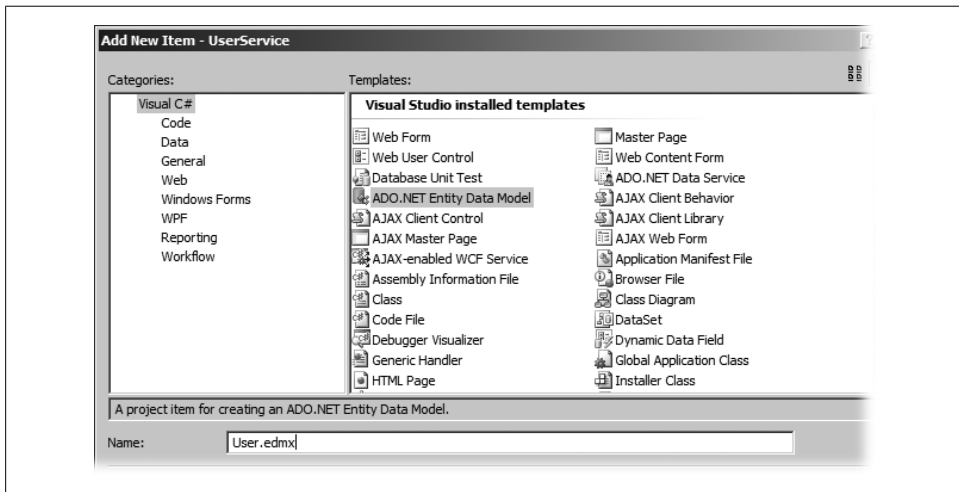 Add New Item - UserService
Categories:
Templates:
Visual C#
Code
Data
General
Web
Windows Forms
WPF
Reporting
Workflow
Visual Studio installed templates
Web Form
Master Page
Web User Control
Web Content Form
Database Unit Test
ADO.NET Data Service
ADO.NET Entity Data Model
AJAX Client Behavior
AJAX Client Control
AJAX Client Library
AJAX Master Page
AJAX Web Form
AJAX-enabled WCF Service
Application Manifest File
Assembly Information File
Browser File
Class
Class Diagram
Code File
DataSet
Debugger Visualizer
Dynamic Data Field
Generic Handler
Global Application Class
HTML Page
Installer Class
A project item for creating an ADO.NET Entity Data Model.
Name:
User.edmx